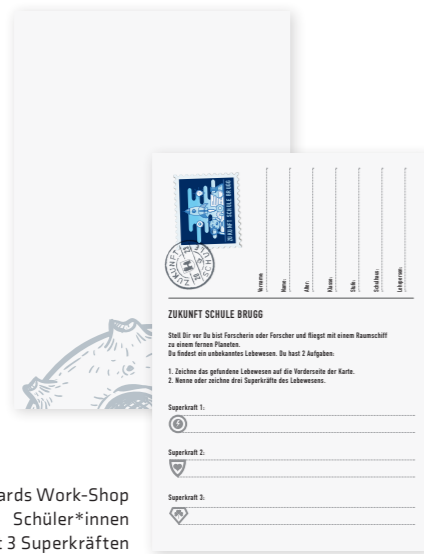 ZUKUNFT SCHULE BRUGG
ZUKUNFT
Vorname:
Name:
Alter:
Klasse:
Stufe:
Schulhaus:
Lehrperson:
ZUKUNFT SCHULE BRUGG
Stell Dir vor Du bist Forscherin oder Forscher und fliegst mit einem Raumschiff
zu einem fernen Planeten.
Du findest ein unbekanntes Lebewesen. Du hast 2 Aufgaben:
1. Zeichne das gefundene Lebewesen auf die Vorderseite der Karte.
2. Nenne oder zeichne drei Superkräfte des Lebewesens.
Superkraft 1:
Superkraft 2:
Superkraft 3:
ards Work-Shop
Schüler*innen
3 Superkräften